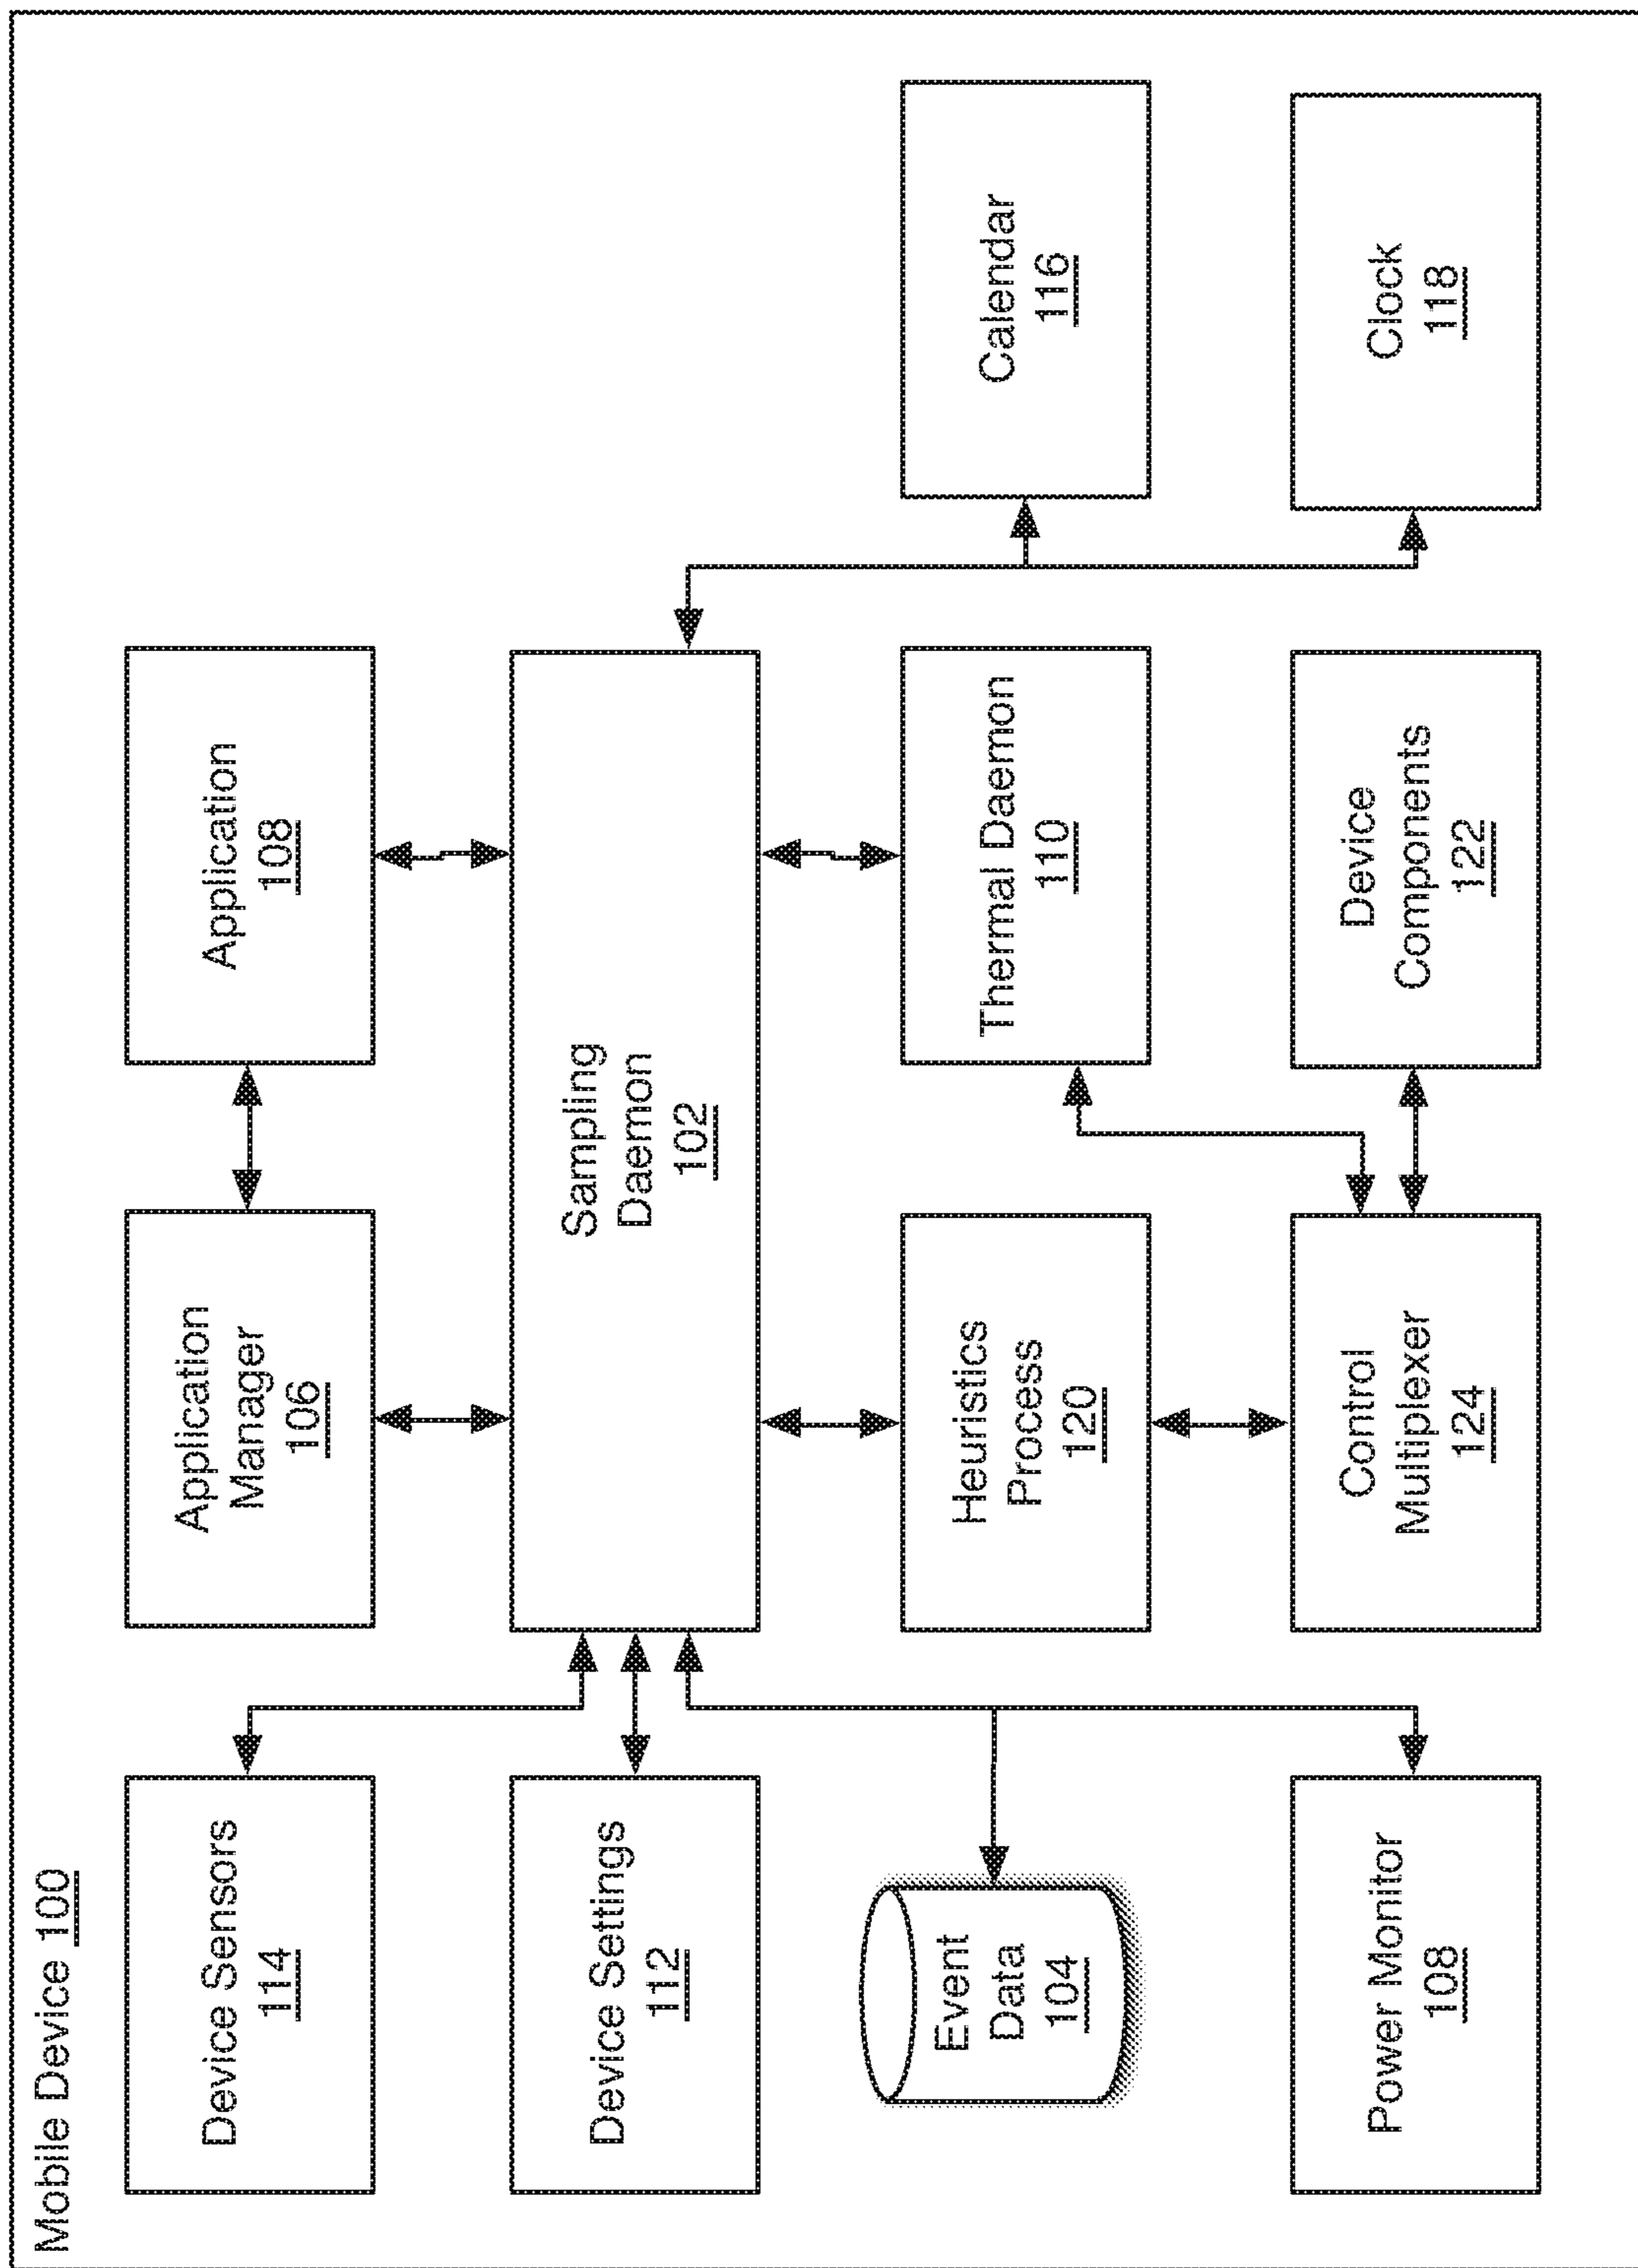 Mobile Device 100
Device Sensors
114
Application
Manager
106
Application
108
Device Settings
112
Sampling
Daemon
102
Event
Data
104
Heuristics
Process
120
Thermal Daemon
110
Calendar
116
Power Monitor
108
Control
Multiplexer
124
Device
Components
122
Clock
118